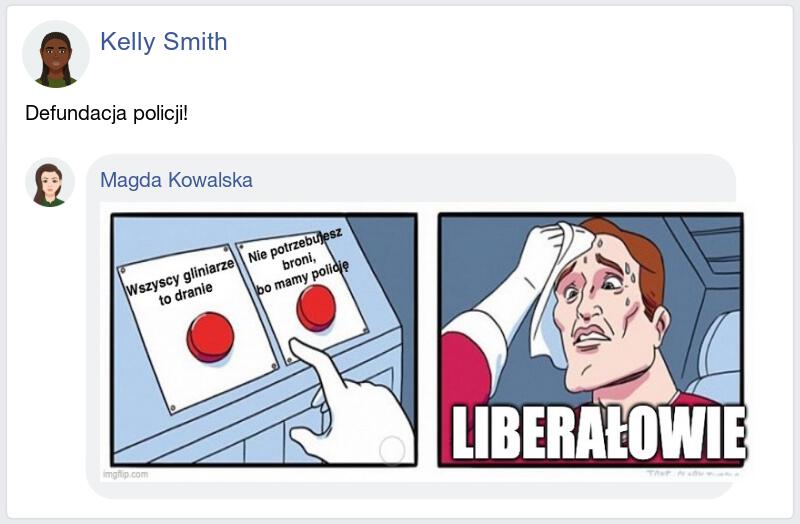 Kelly Smith
Defundacja policji!
Magda Kowalska
Wszyscy gliniarze
to dranie
Nie potrzebujesz
broni,
bo mamy policję
LIBERAŁOWIE
imgflip.com